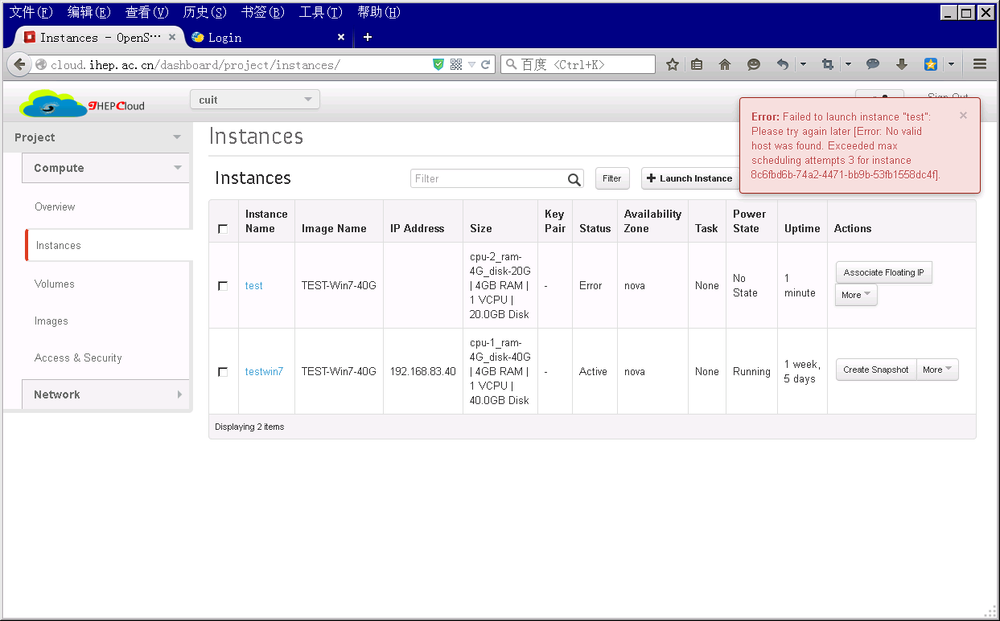 文件(F) 编辑(E) 查看(V) 历史(S) 书签(B) 工具(T) 帮助(H)
Instances - OpenS··· × Login × +
cloud.ihep.ac.cn/dashboard/project/instances/ 百度 <Ctrl+K>
IHEPCloud cuit Sign Out
Error: Failed to launch instance "test": ×
Please try again later [Error: No valid
host was found. Exceeded max
scheduling attempts 3 for instance
8c6fbd6b-74a2-4471-bb9b-53fb1558dc4f].
Project
Compute
Overview
Instances
Volumes
Images
Access & Security
Network
Instances
Instances Filter Filter + Launch Instance
Instance Name Image Name IP Address Size Key Pair Status Availability Zone Task Power State Uptime Actions
test TEST-Win7-40G cpu-2_ram-4G_disk-20G | 4GB RAM | 1 VCPU | 20.0GB Disk - Error nova None No State 1 minute Associate Floating IP More
testwin7 TEST-Win7-40G 192.168.83.40 cpu-1_ram-4G_disk-40G | 4GB RAM | 1 VCPU | 40.0GB Disk - Active nova None Running 1 week, 5 days Create Snapshot More
Displaying 2 items